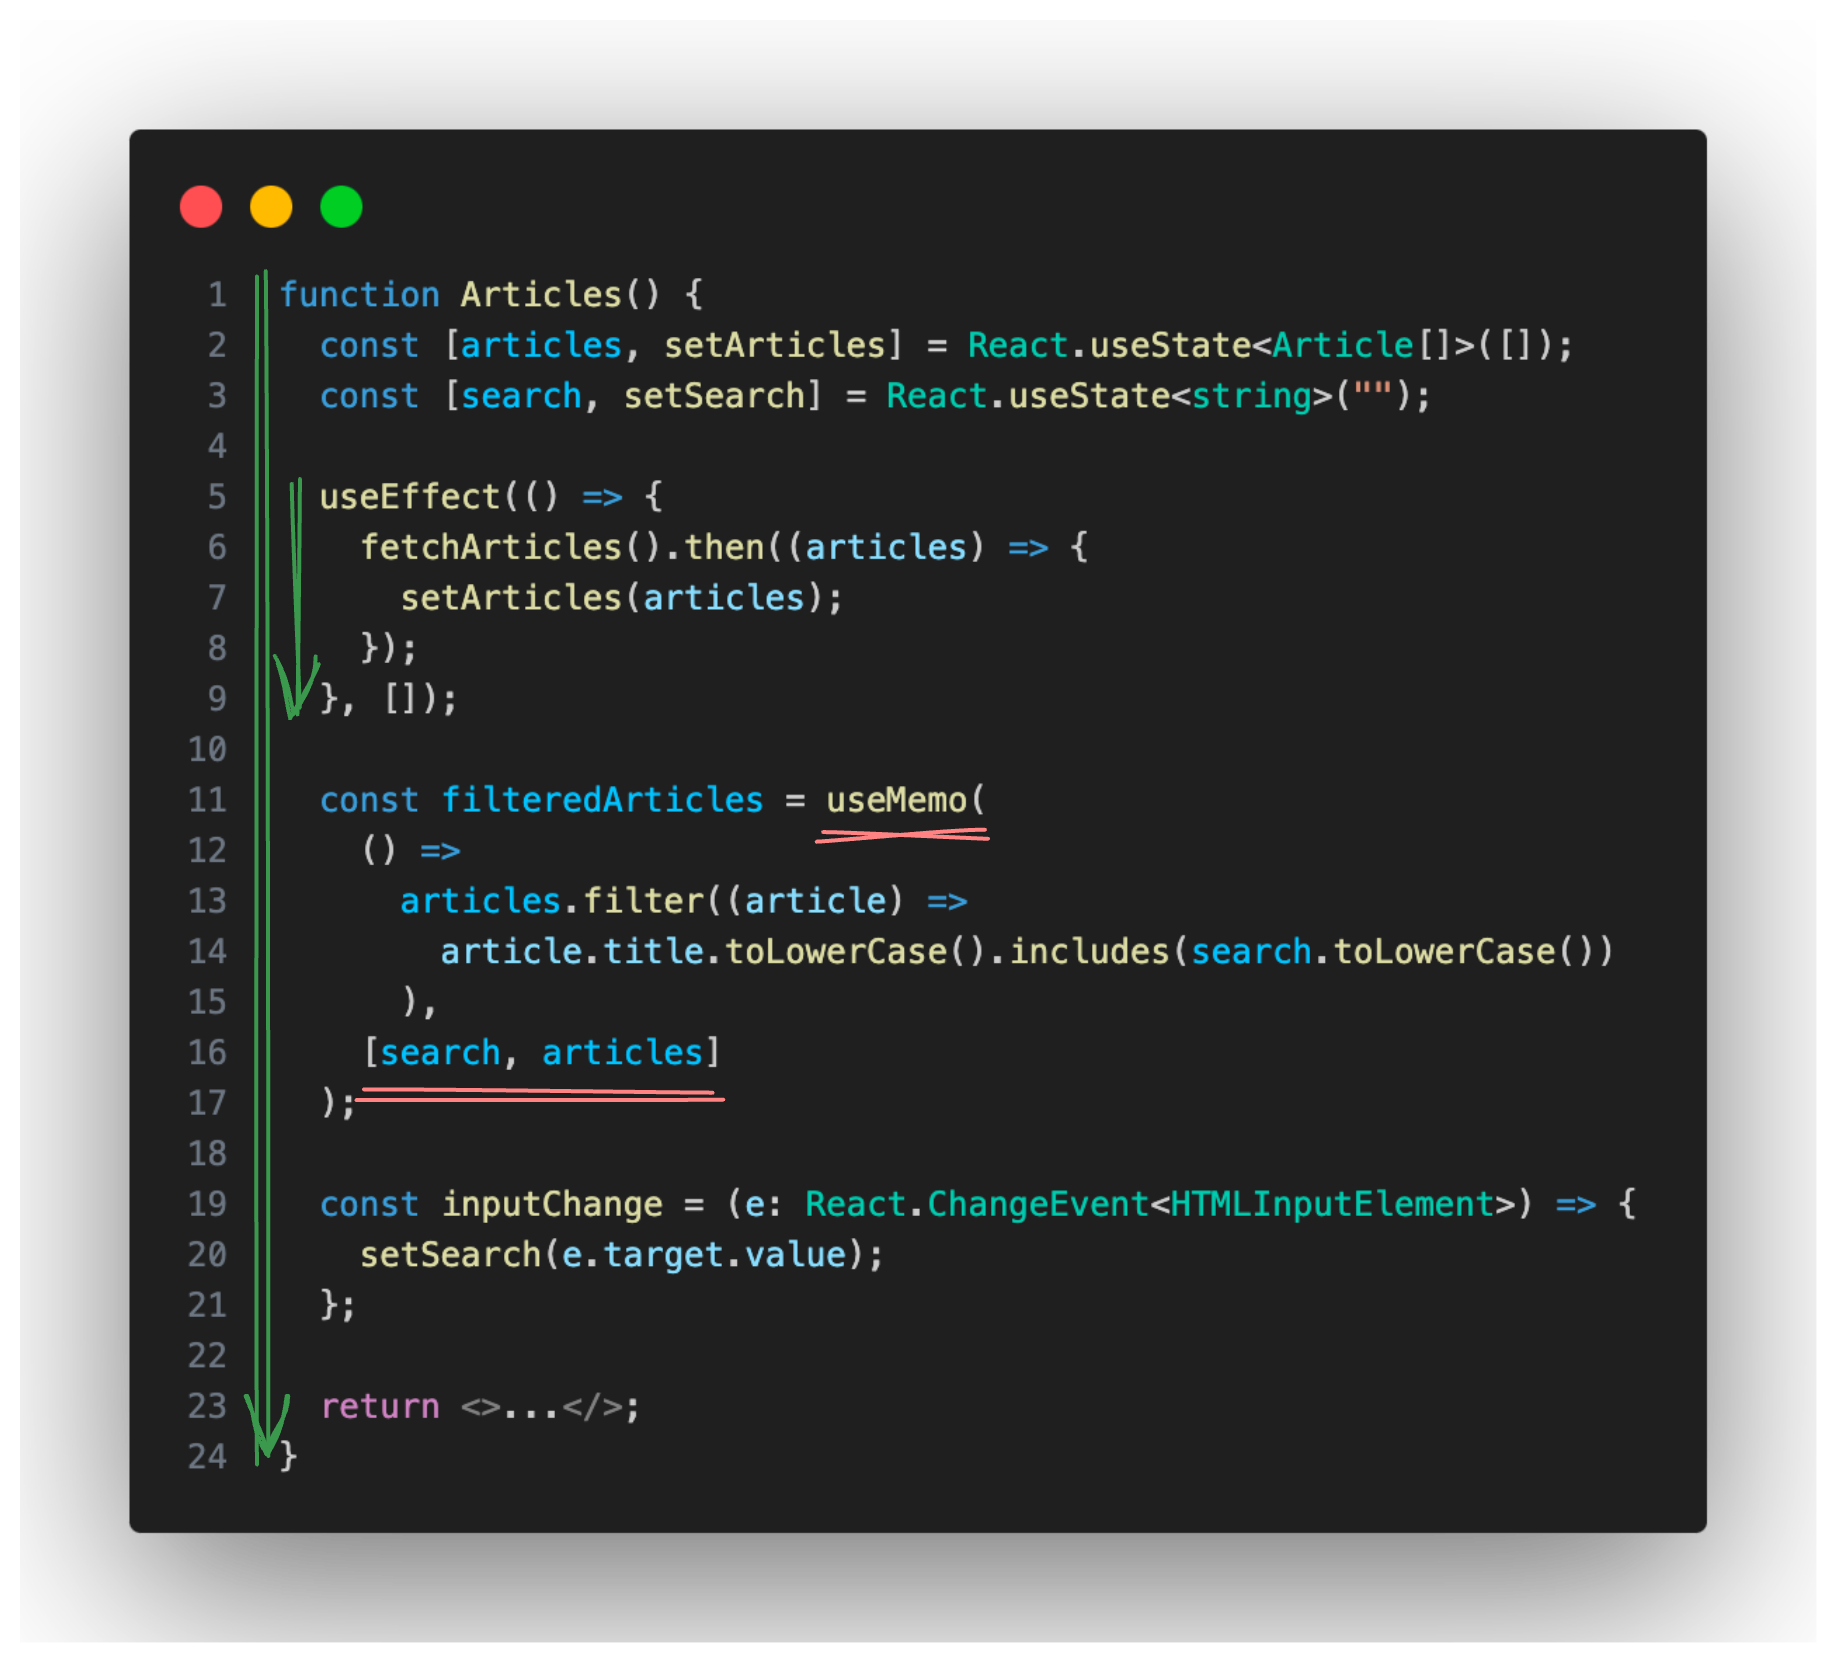 1 function Articles() {
2   const [articles, setArticles] = React.useState<Article[]>([]);
3   const [search, setSearch] = React.useState<string>("");
4
5   useEffect(() => {
6     fetchArticles().then((articles) => {
7       setArticles(articles);
8     });
9   }, []);
10
11   const filteredArticles = useMemo(
12     () =>
13       articles.filter((article) =>
14         article.title.toLowerCase().includes(search.toLowerCase())
15       ),
16     [search, articles]
17   );
18
19   const inputChange = (e: React.ChangeEvent<HTMLInputElement>) => {
20     setSearch(e.target.value);
21   };
22
23   return <>...</>;
24 }